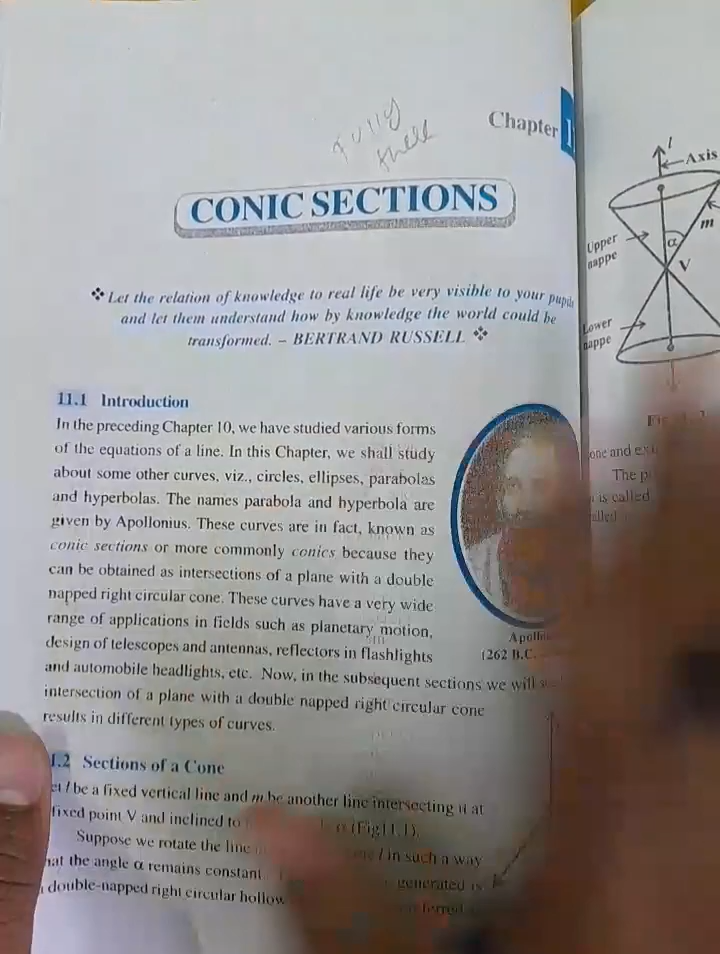 Fully
Chapter 1
CONIC SECTIONS
❖ Let the relation of knowledge to real life be very visible to your pupils
and let them understand how by knowledge the world could be
transformed. – BERTRAND RUSSELL ❖
11.1 Introduction
In the preceding Chapter 10, we have studied various forms
of the equations of a line. In this Chapter, we shall study
about some other curves, viz., circles, ellipses, parabolas
and hyperbolas. The names parabola and hyperbola are
given by Apollonius. These curves are in fact, known as
conic sections or more commonly conics because they
can be obtained as intersections of a plane with a double
napped right circular cone. These curves have a very wide
range of applications in fields such as planetary motion,
design of telescopes and antennas, reflectors in flashlights
and automobile headlights, etc. Now, in the subsequent sections we will
intersection of a plane with a double napped right circular cone
results in different types of curves.
Apollo
(262 B.C.
1.2 Sections of a Cone
et l be a fixed vertical line and m be another line intersecting it at
fixed point V and inclined to α (Fig11.1).
Suppose we rotate the line l in such a way
hat the angle α remains constant. generated is
double-napped right circular hollow
l
Axis
m
α
Upper
nappe
V
Lower
nappe
one and
The
is called